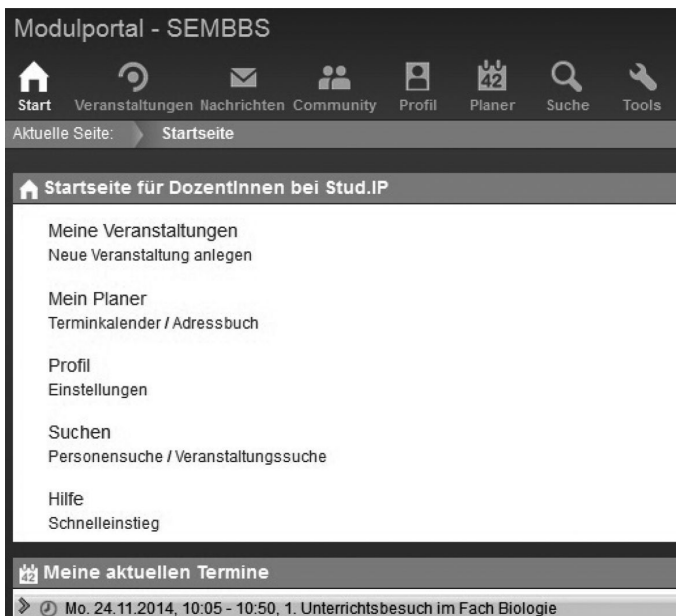 Modulportal - SEMBBS
Start Veranstaltungen Nachrichten Community Profil Planer Suche Tools
Aktuelle Seite: Startseite
Startseite für DozentInnen bei Stud.IP
Meine Veranstaltungen
Neue Veranstaltung anlegen
Mein Planer
Terminkalender / Adressbuch
Profil
Einstellungen
Suchen
Personensuche / Veranstaltungssuche
Hilfe
Schnelleinstieg
Meine aktuellen Termine
Mo. 24.11.2014, 10:05 - 10:50, 1. Unterrichtsbesuch im Fach Biologie